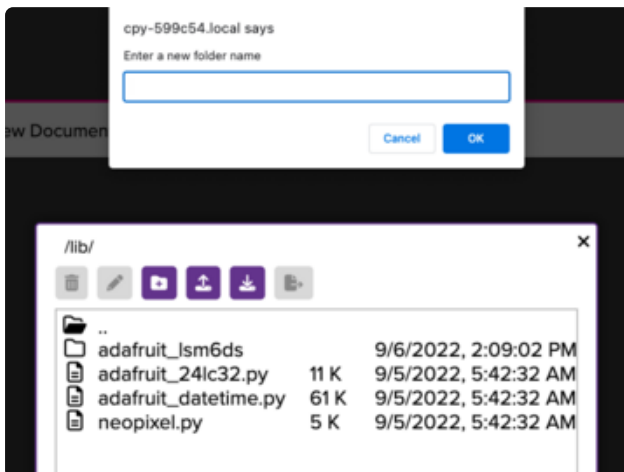 cpy-599c54.local says
Enter a new folder name
ew Documen
Cancel OK
/lib/ ×
..
adafruit_lsm6ds 9/6/2022, 2:09:02 PM
adafruit_24lc32.py 11 K 9/5/2022, 5:42:32 AM
adafruit_datetime.py 61 K 9/5/2022, 5:42:32 AM
neopixel.py 5 K 9/5/2022, 5:42:32 AM